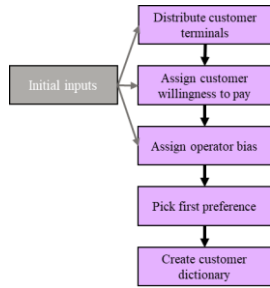 Distribute customer
terminals
Initial inputs
Assign customer
willingness to pay
Assign operator bias
Pick first preference
Create customer
dictionary